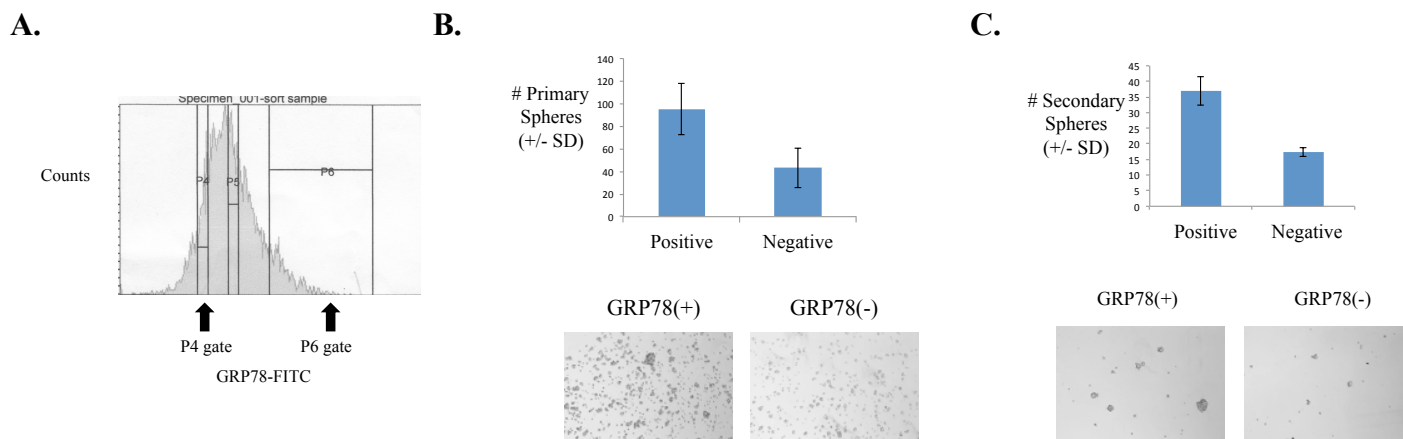 A.
Specimen_001-sort sample
P4
P5
P6
Counts
P4 gate
P6 gate
GRP78-FITC
B.
# Primary
Spheres
(+/- SD)
140
120
100
80
60
40
20
0
Positive
Negative
GRP78(+)
GRP78(-)
C.
# Secondary
Spheres
(+/- SD)
45
40
35
30
25
20
15
10
5
0
Positive
Negative
GRP78(+)
GRP78(-)